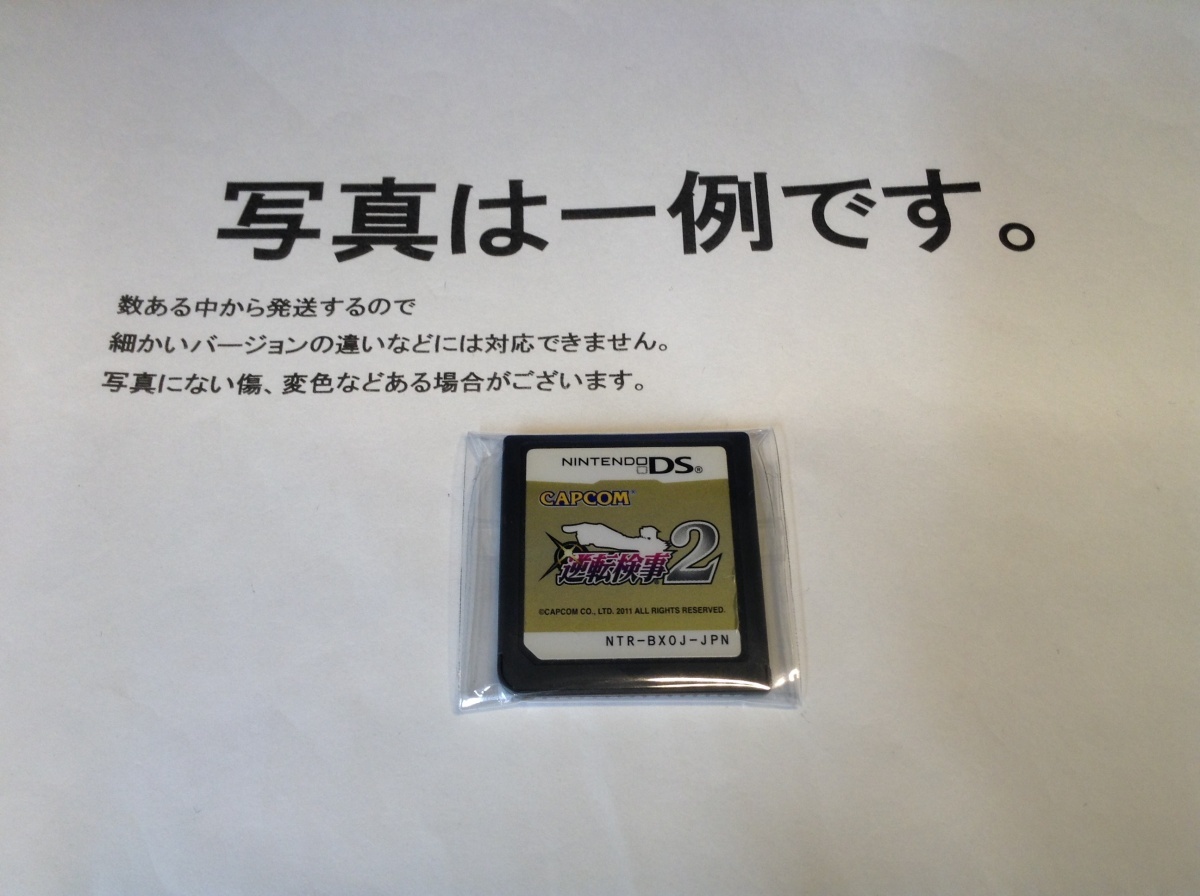 写真は一例です。
数ある中から発送するので
細かいバージョンの違いなどには対応できません。
写真にない傷、変色などある場合がございます。
NINTENDO DS®
CAPCOM
逆転検事2
©CAPCOM CO., LTD. 2011 ALL RIGHTS RESERVED.
NTR-BXOJ-JPN